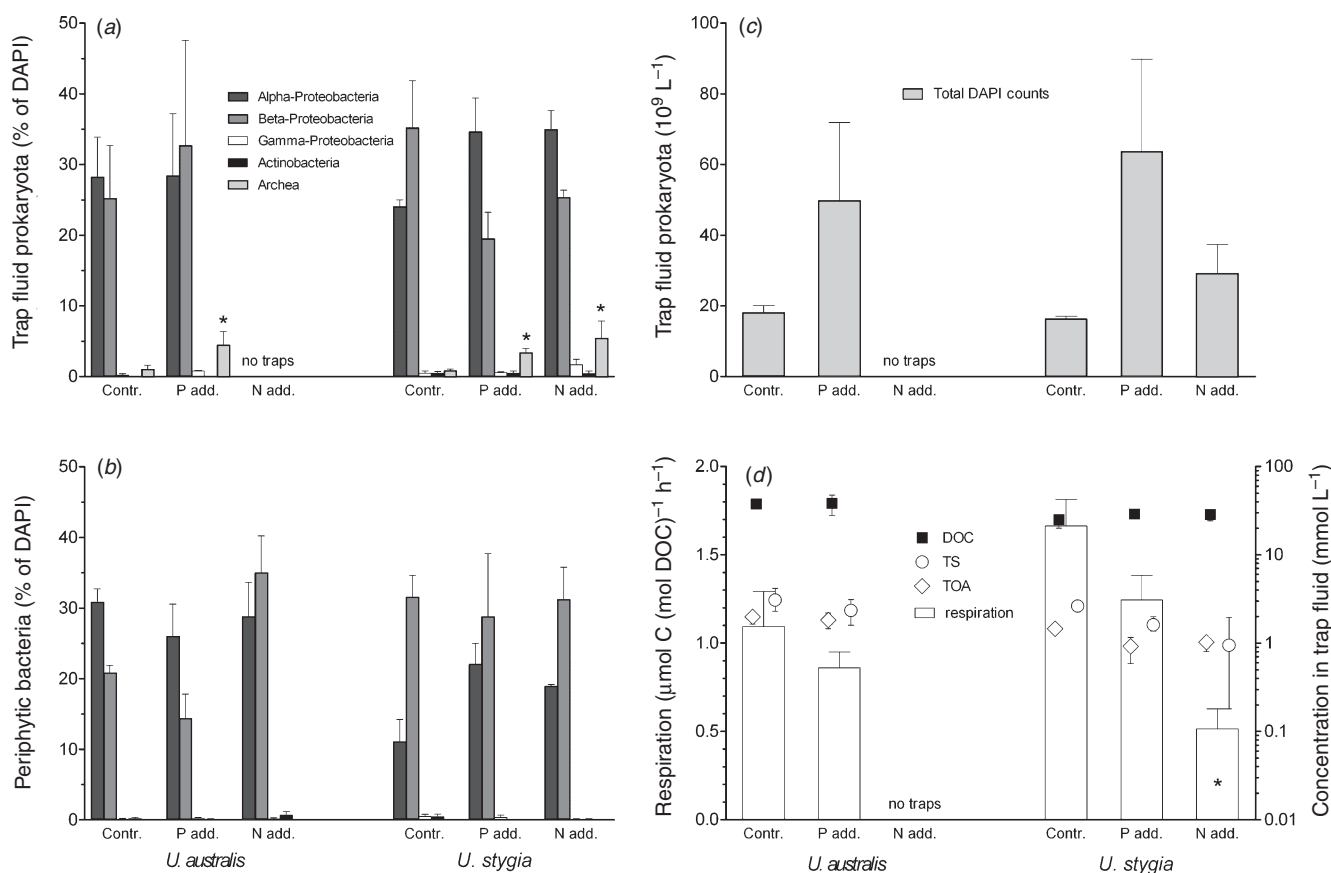 (a)
Trap fluid prokaryota (% of DAPI)
50
40
30
20
10
0
Alpha-Proteobacteria
Beta-Proteobacteria
Gamma-Proteobacteria
Actinobacteria
Archea
*
*
*
no traps
Contr. P add. N add. Contr. P add. N add.
(c)
Trap fluid prokaryota (10⁹ L⁻¹)
100
80
60
40
20
0
Total DAPI counts
no traps
Contr. P add. N add. Contr. P add. N add.
(b)
Periphytic bacteria (% of DAPI)
50
40
30
20
10
0
Contr. P add. N add. Contr. P add. N add.
U. australis U. stygia
(d)
Respiration (µmol C (mol DOC)⁻¹ h⁻¹)
2.0
1.5
1.0
0.5
0.0
DOC
TS
TOA
respiration
no traps
*
100
10
1
0.1
0.01
Concentration in trap fluid (mmol L⁻¹)
Contr. P add. N add. Contr. P add. N add.
U. australis U. stygia